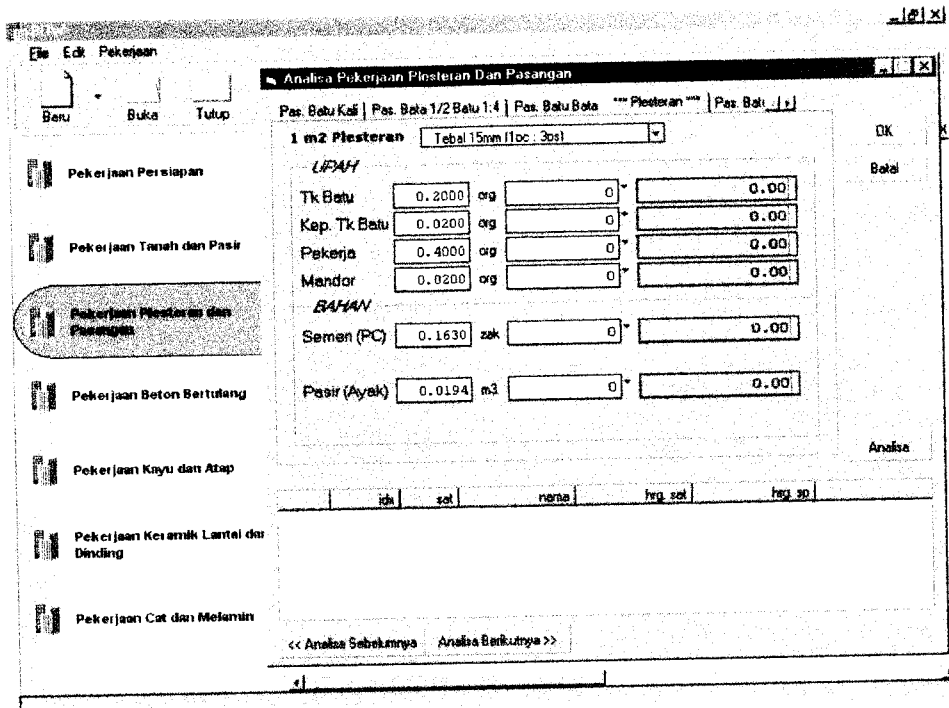 File Edit Pekerjaan
Baru Buka Tutup
Pekerjaan Persiapan
Pekerjaan Tanah dan Pasir
Pekerjaan Plesteran dan
Pasangan
Pekerjaan Beton Bertulang
Pekerjaan Kayu dan Atap
Pekerjaan Keramik Lantai dan
Dinding
Pekerjaan Cat dan Melamin
Analisa Pekerjaan Plesteran Dan Pasangan
Pas. Batu Kali Pas. Bata 1/2 Batu 1:4 Pas. Batu Bata *** Plesteran *** Pas. Bat
1 m2 Plesteran Tebal 15mm (1pc : 3ps)
UPAH
Tk Batu 0.2000 org 0 0.00
Kep. Tk Batu 0.0200 org 0 0.00
Pekerja 0.4000 org 0 0.00
Mandor 0.0200 org 0 0.00
BAHAN
Semen (PC) 0.1630 zak 0 0.00
Pasir (Ayak) 0.0194 m3 0 0.00
OK
Batal
Analisa
idx sat nama hrg. sat hrg. sp
<< Analisa Sebelumnya Analisa Berikutnya >>